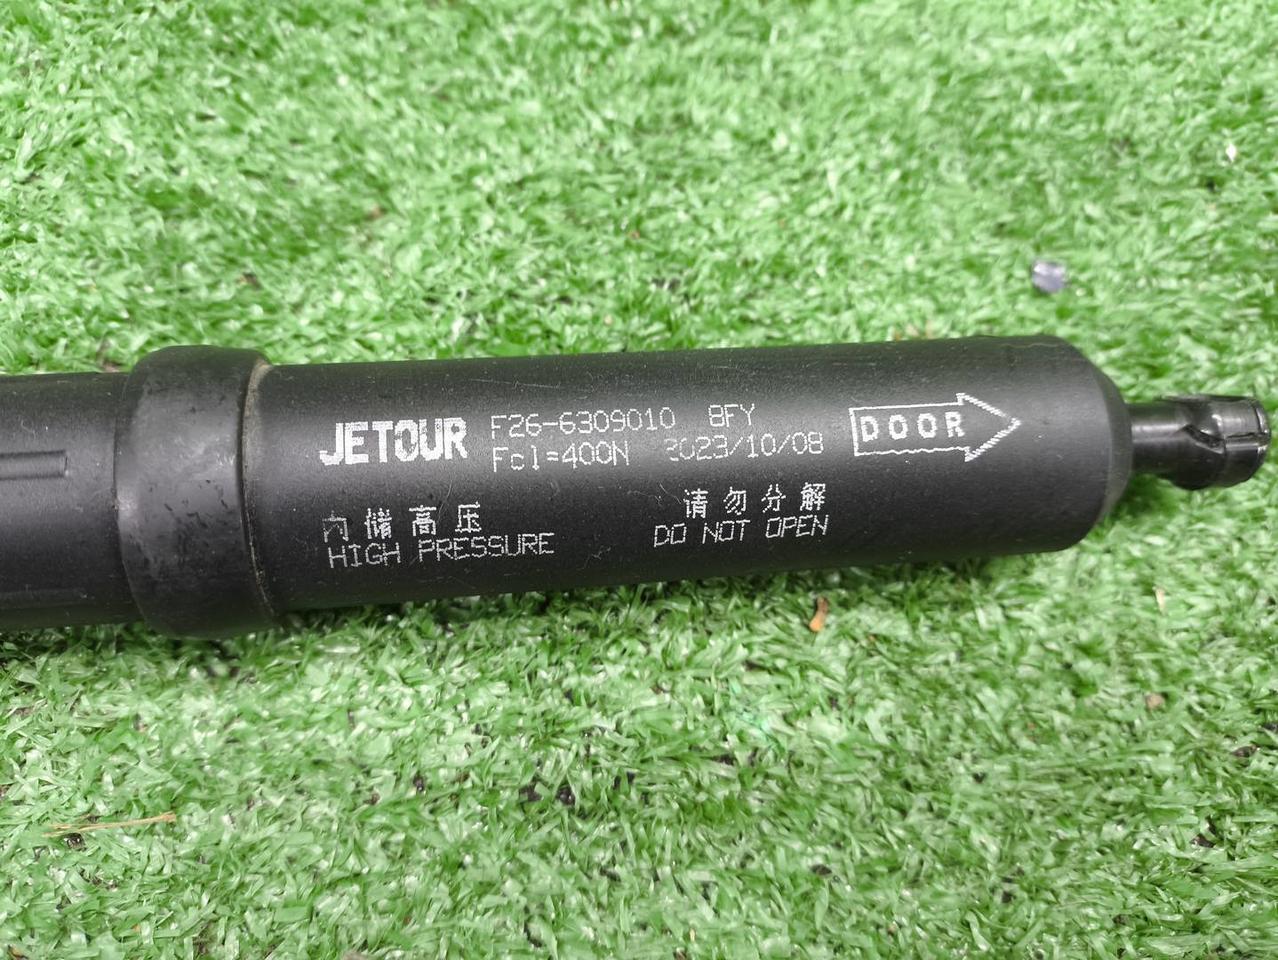 JETOUR F26-6309010 8FY
Fcl=400N 2023/10/08
DOOR
内储高压 请勿分解
HIGH PRESSURE DO NOT OPEN